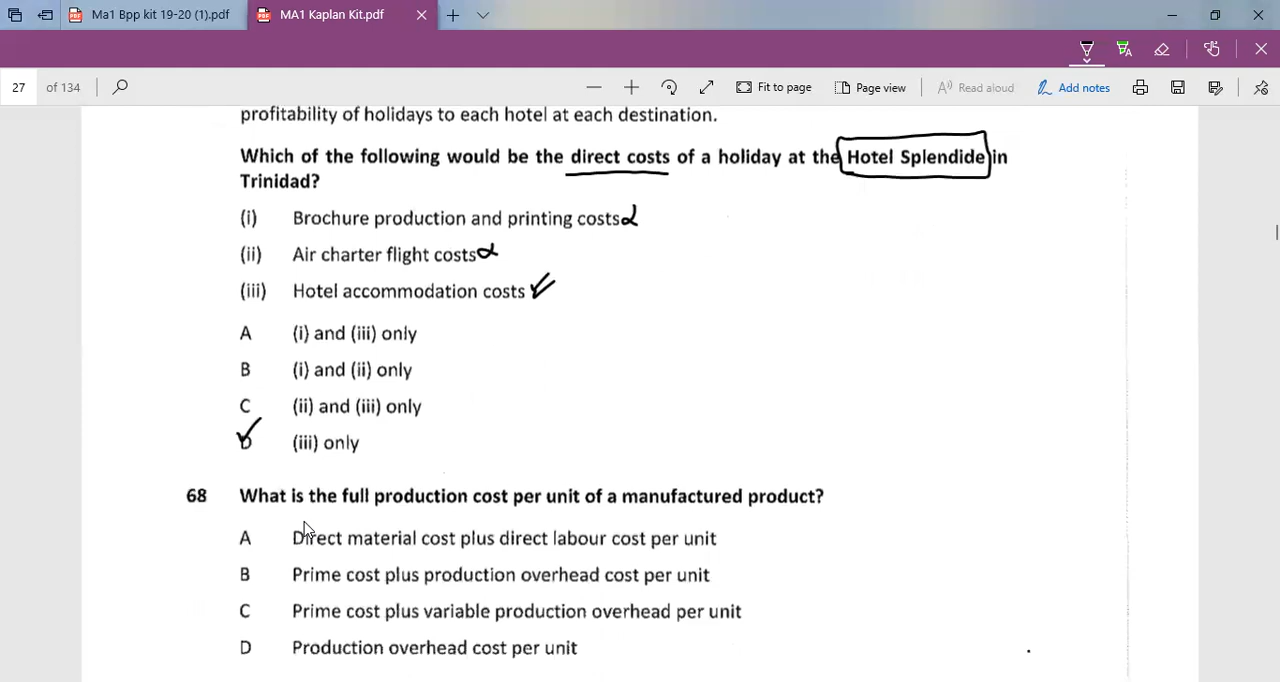 Ma1 Bpp kit 19-20 (1).pdf
MA1 Kaplan Kit.pdf
27 of 134
Fit to page
Page view
Read aloud
Add notes
profitability of holidays to each hotel at each destination.
Which of the following would be the direct costs of a holiday at the Hotel Splendide in
Trinidad?
(i) Brochure production and printing costs
(ii) Air charter flight costs
(iii) Hotel accommodation costs
A (i) and (iii) only
B (i) and (ii) only
C (ii) and (iii) only
D (iii) only
68 What is the full production cost per unit of a manufactured product?
A Direct material cost plus direct labour cost per unit
B Prime cost plus production overhead cost per unit
C Prime cost plus variable production overhead per unit
D Production overhead cost per unit